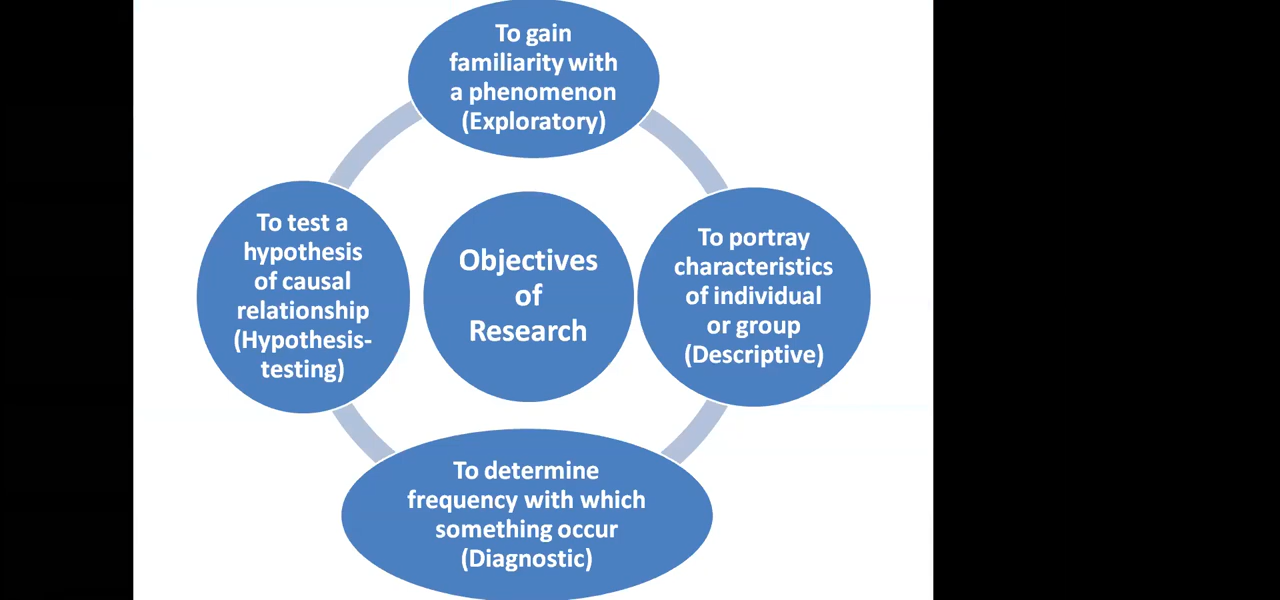 To gain
familiarity with
a phenomenon
(Exploratory)
To test a
hypothesis
of causal
relationship
(Hypothesis-
testing)
Objectives
of
Research
To portray
characteristics
of individual
or group
(Descriptive)
To determine
frequency with which
something occur
(Diagnostic)